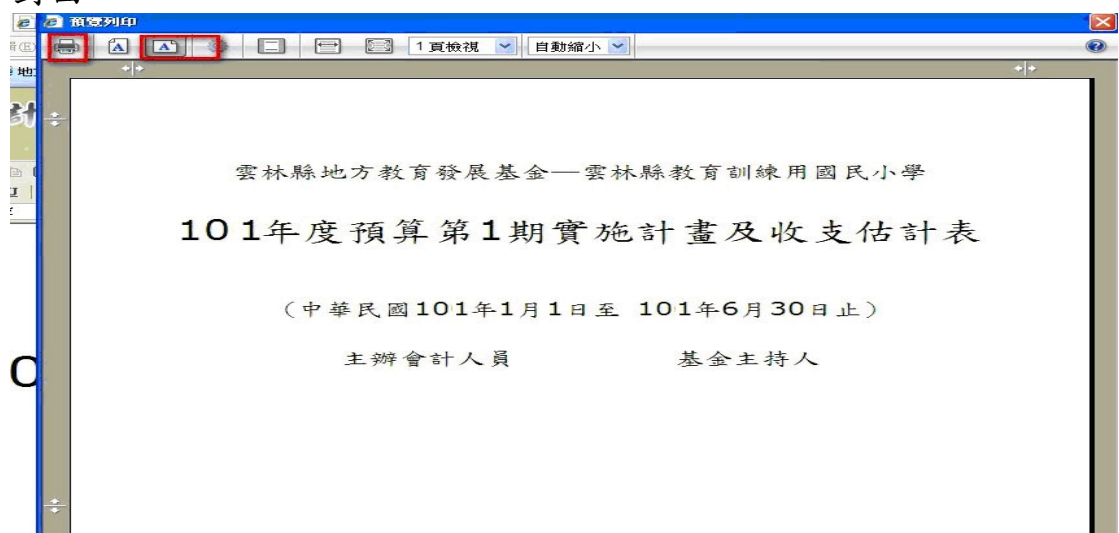 預覽列印
1 頁檢視 自動縮小
雲林縣地方教育發展基金—雲林縣教育訓練用國民小學
101年度預算第1期實施計畫及收支估計表
（中華民國101年1月1日至 101年6月30日止）
主辦會計人員 基金主持人